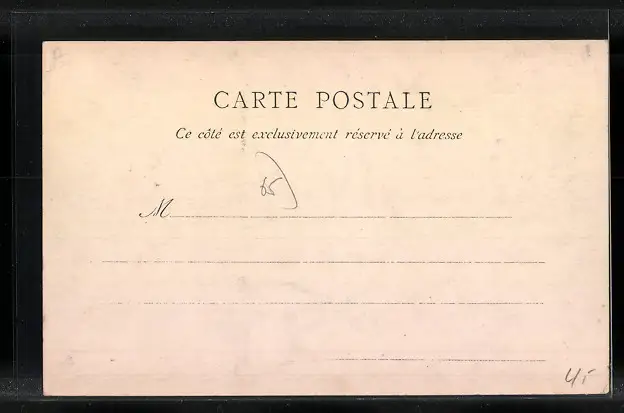 CARTE POSTALE
Ce côté est exclusivement réservé à l'adresse
M